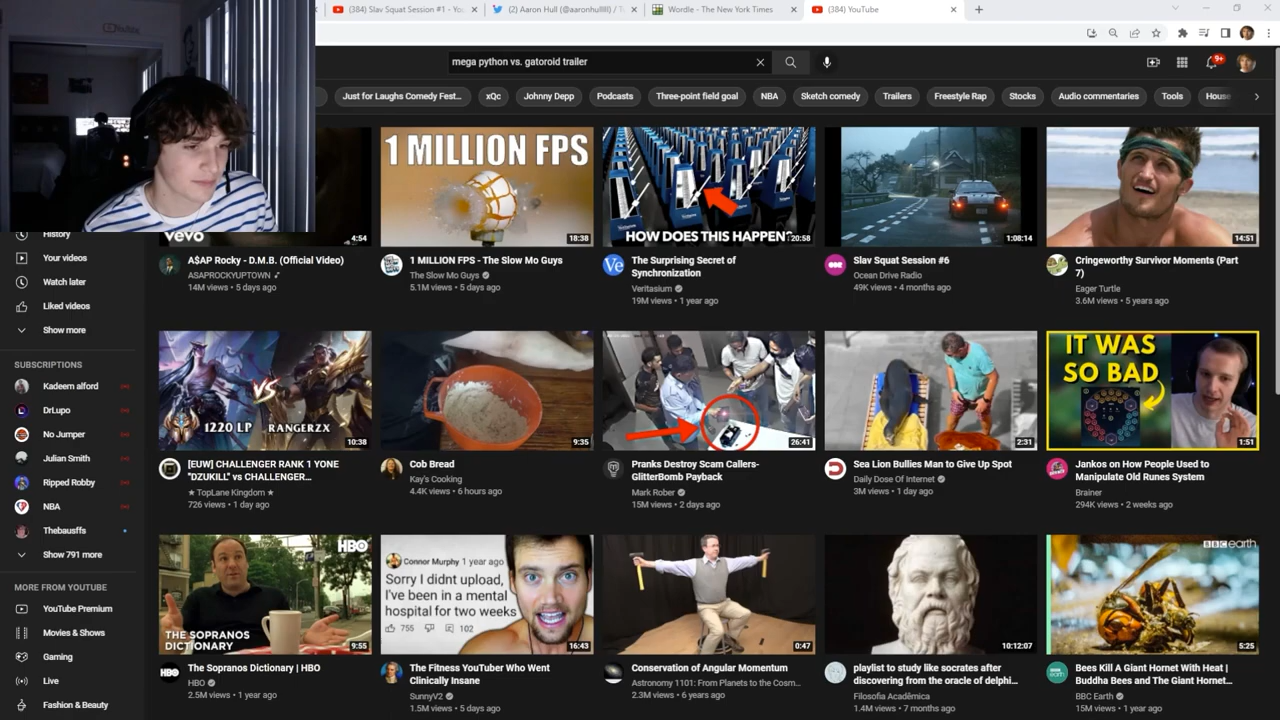 (384) Slav Squat Session #1 - You
(2) Aaron Hull (@aaronhullllll) / Tw
Wordle - The New York Times
(384) YouTube
mega python vs. gatoroid trailer
9+
Just for Laughs Comedy Fest...
xQc
Johnny Depp
Podcasts
Three-point field goal
NBA
Sketch comedy
Trailers
Freestyle Rap
Stocks
Audio commentaries
Tools
House
History
Your videos
Watch later
Liked videos
Show more
SUBSCRIPTIONS
Kadeem alford
DrLupo
No Jumper
Julian Smith
Ripped Robby
NBA
Thebausffs
Show 791 more
MORE FROM YOUTUBE
YouTube Premium
Movies & Shows
Gaming
Live
Fashion & Beauty
vevo
4:54
A$AP Rocky - D.M.B. (Official Video)
ASAPROCKYUPTOWN
14M views • 5 days ago
1 MILLION FPS
18:38
1 MILLION FPS - The Slow Mo Guys
The Slow Mo Guys
5.1M views • 5 days ago
HOW DOES THIS HAPPEN?
20:58
Ve
The Surprising Secret of
Synchronization
Veritasium
19M views • 1 year ago
1:08:14
Slav Squat Session #6
Ocean Drive Radio
49K views • 4 months ago
14:51
Cringeworthy Survivor Moments (Part
7)
Eager Turtle
3.6M views • 5 years ago
VS
1220 LP
RANGERZX
10:38
[EUW] CHALLENGER RANK 1 YONE
"DZUKILL" vs CHALLENGER...
★ TopLane Kingdom ★
726 views • 1 day ago
9:35
Cob Bread
Kay's Cooking
4.4K views • 6 hours ago
26:41
Pranks Destroy Scam Callers-
GlitterBomb Payback
Mark Rober
15M views • 2 days ago
2:31
Sea Lion Bullies Man to Give Up Spot
Daily Dose Of Internet
3M views • 1 day ago
IT WAS
SO BAD
1:51
Jankos on How People Used to
Manipulate Old Runes System
Brainer
294K views • 2 weeks ago
HBO
THE SOPRANOS
DICTIONARY
9:55
HBO
The Sopranos Dictionary | HBO
HBO
2.5M views • 1 year ago
Connor Murphy 1 year ago
Sorry I didnt upload,
I've been in a mental
hospital for two weeks
755
102
16:43
The Fitness YouTuber Who Went
Clinically Insane
SunnyV2
1.5M views • 5 days ago
0:47
Conservation of Angular Momentum
Astronomy 1101: From Planets to the Cosm...
2.3M views • 6 years ago
10:12:07
playlist to study like socrates after
discovering from the oracle of delphi...
Filosofia Acadêmica
1.4M views • 7 months ago
BBC earth
5:25
Bees Kill A Giant Hornet With Heat |
Buddha Bees and The Giant Hornet...
BBC Earth
15M views • 1 year ago